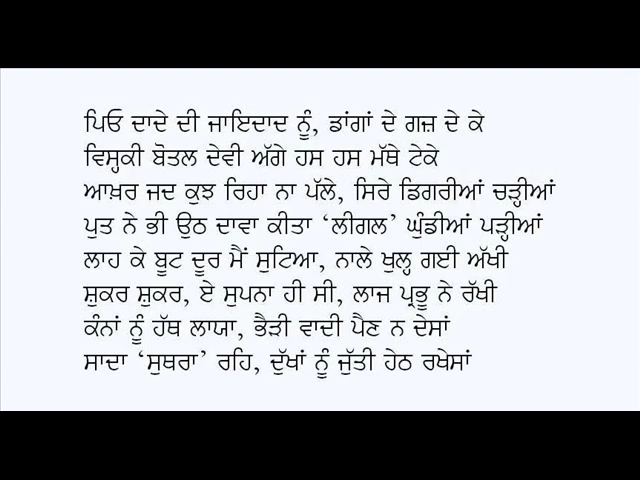 ਪਿਓ ਦਾਦੇ ਦੀ ਜਾਇਦਾਦ ਨੂੰ, ਡਾਂਗਾਂ ਦੇ ਗਜ਼ ਦੇ ਕੇ
ਵਿਸ੍ਹਕੀ ਬੋਤਲ ਦੇਵੀ ਅੱਗੇ ਹਸ ਹਸ ਮੱਥੇ ਟੇਕੇ
ਆਖ਼ਰ ਜਦ ਕੁਝ ਰਿਹਾ ਨਾ ਪੱਲੇ, ਸਿਰੇ ਡਿਗਰੀਆਂ ਚੜ੍ਹੀਆਂ
ਪੁਤ ਨੇ ਭੀ ਉਠ ਦਾਵਾ ਕੀਤਾ ‘ਲੀਗਲ’ ਘੁੰਡੀਆਂ ਪੜ੍ਹੀਆਂ
ਲਾਹ ਕੇ ਬੂਟ ਦੂਰ ਮੈਂ ਸੁਟਿਆ, ਨਾਲੇ ਖੁਲ੍ਹ ਗਈ ਅੱਖੀ
ਸ਼ੁਕਰ ਸ਼ੁਕਰ, ਏ ਸੁਪਨਾ ਹੀ ਸੀ, ਲਾਜ ਪ੍ਰਭੂ ਨੇ ਰੱਖੀ
ਕੰਨਾਂ ਨੂੰ ਹੱਥ ਲਾਯਾ, ਭੈੜੀ ਵਾਦੀ ਪੈਣ ਨ ਦੇਸਾਂ
ਸਾਦਾ ‘ਸੁਥਰਾ’ ਰਹਿ, ਦੁੱਖਾਂ ਨੂੰ ਜੁੱਤੀ ਹੇਠ ਰਖੇਸਾਂ